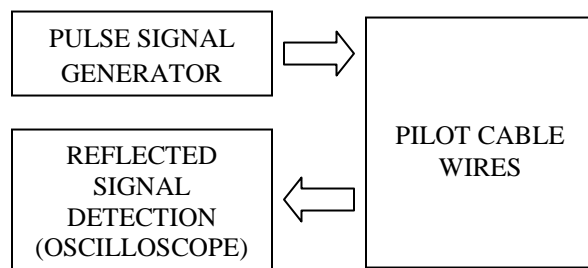 PULSE SIGNAL
GENERATOR
REFLECTED
SIGNAL
DETECTION
(OSCILLOSCOPE)
PILOT CABLE
WIRES